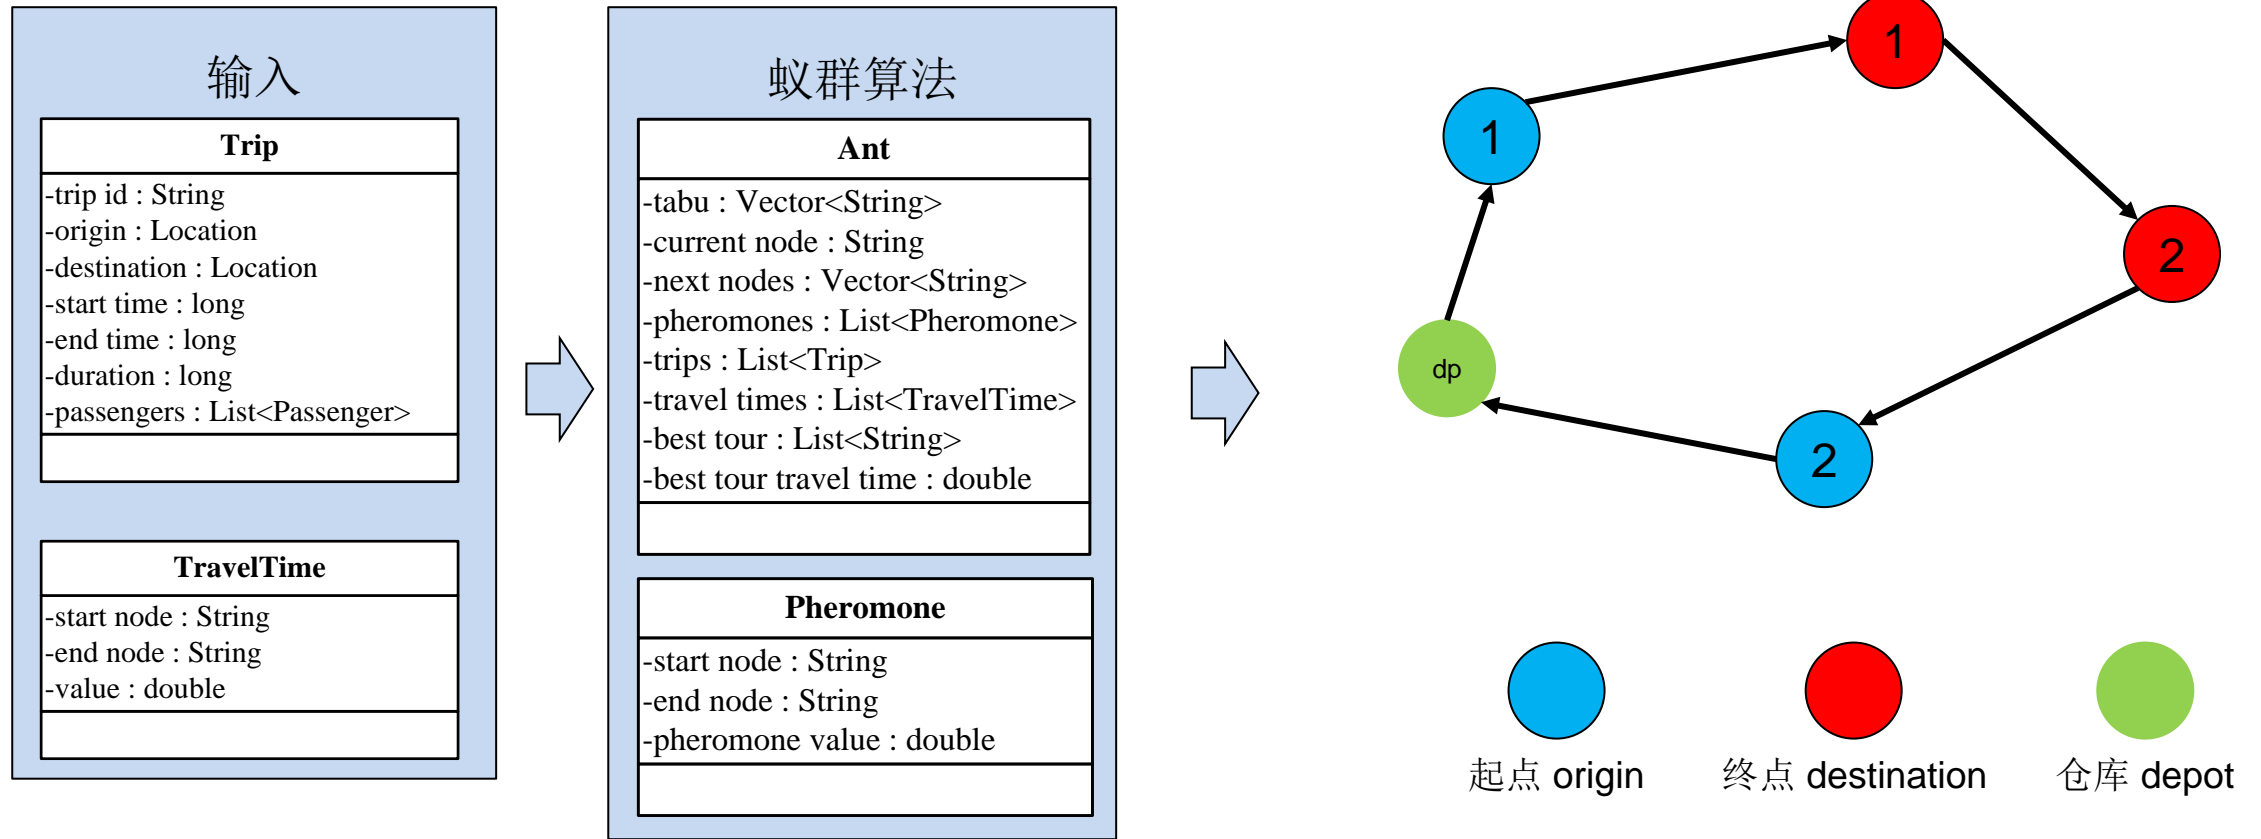 输入
Trip
-trip id : String
-origin : Location
-destination : Location
-start time : long
-end time : long
-duration : long
-passengers : List<Passenger>
TravelTime
-start node : String
-end node : String
-value : double
蚁群算法
Ant
-tabu : Vector<String>
-current node : String
-next nodes : Vector<String>
-pheromones : List<Pheromone>
-trips : List<Trip>
-travel times : List<TravelTime>
-best tour : List<String>
-best tour travel time : double
Pheromone
-start node : String
-end node : String
-pheromone value : double
1
1
2
dp
2
起点 origin
终点 destination
仓库 depot